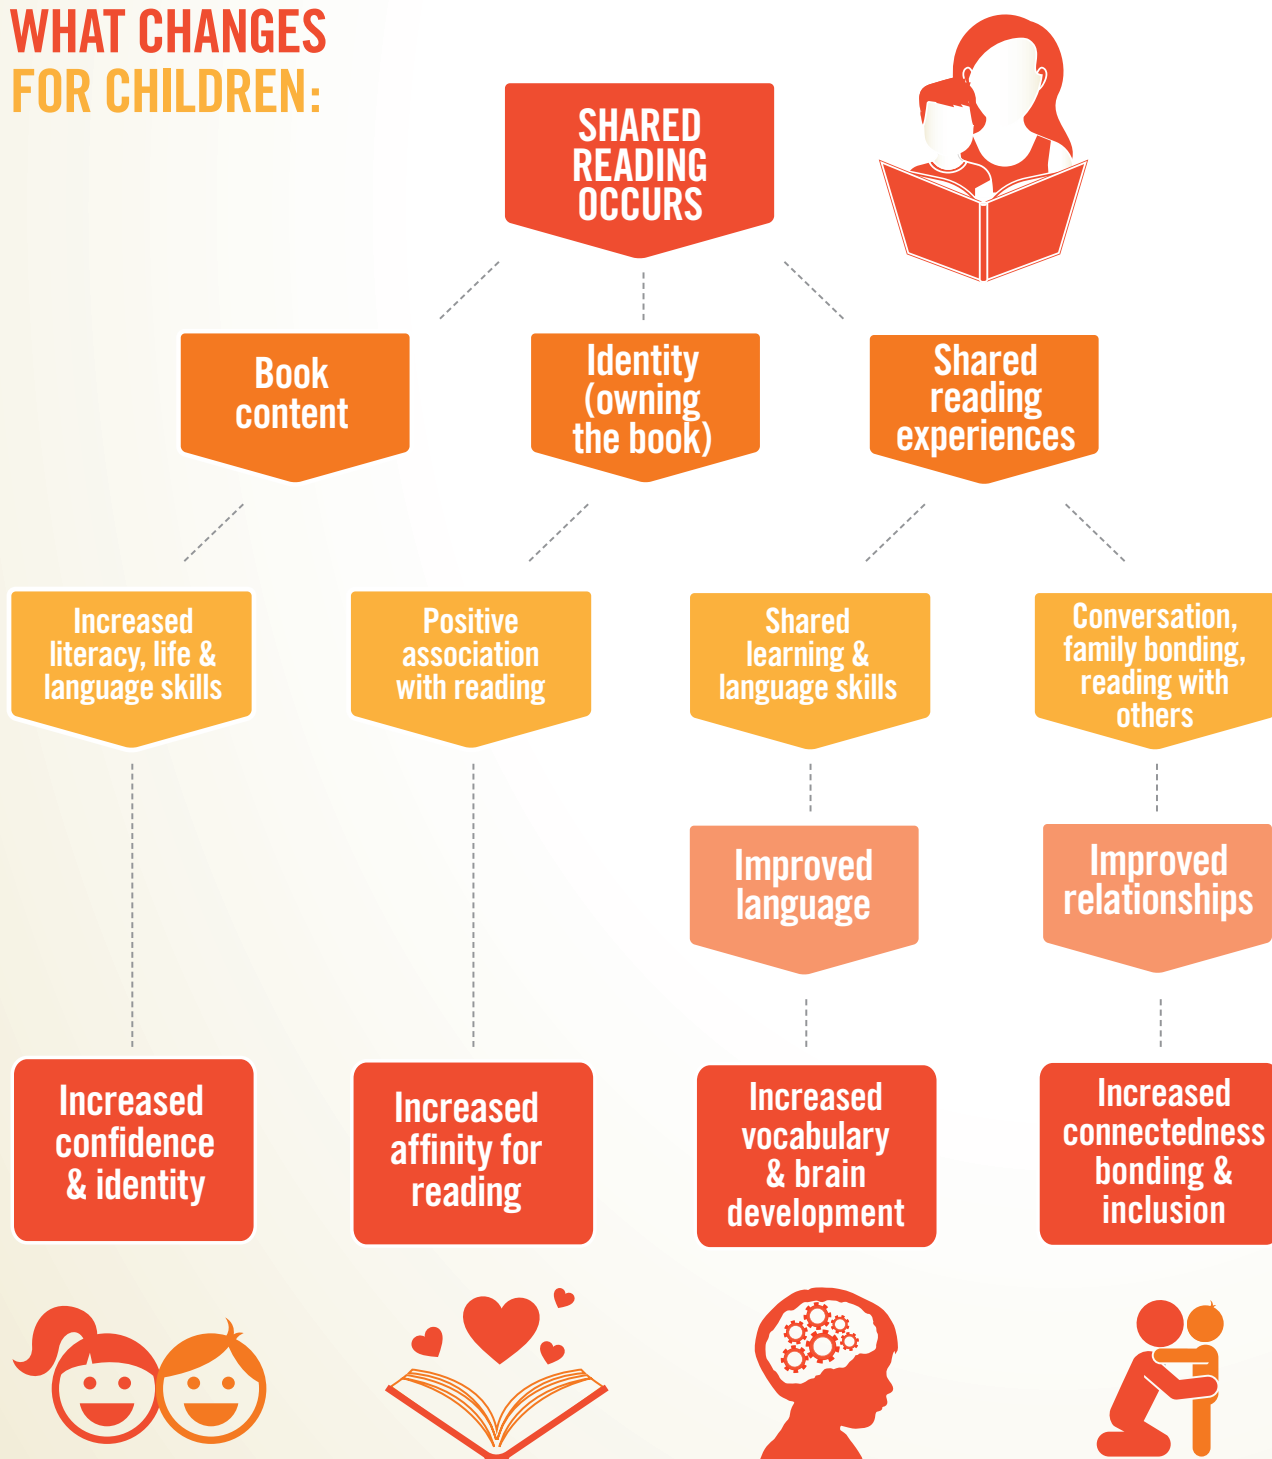 WHAT CHANGES
FOR CHILDREN:
SHARED
READING
OCCURS
Book
content
Identity
(owning
the book)
Shared
reading
experiences
Increased
literacy, life &
language skills
Positive
association
with reading
Shared
learning &
language skills
Conversation,
family bonding,
reading with
others
Improved
language
Improved
relationships
Increased
confidence
& identity
Increased
affinity for
reading
Increased
vocabulary
& brain
development
Increased
connectedness
bonding &
inclusion